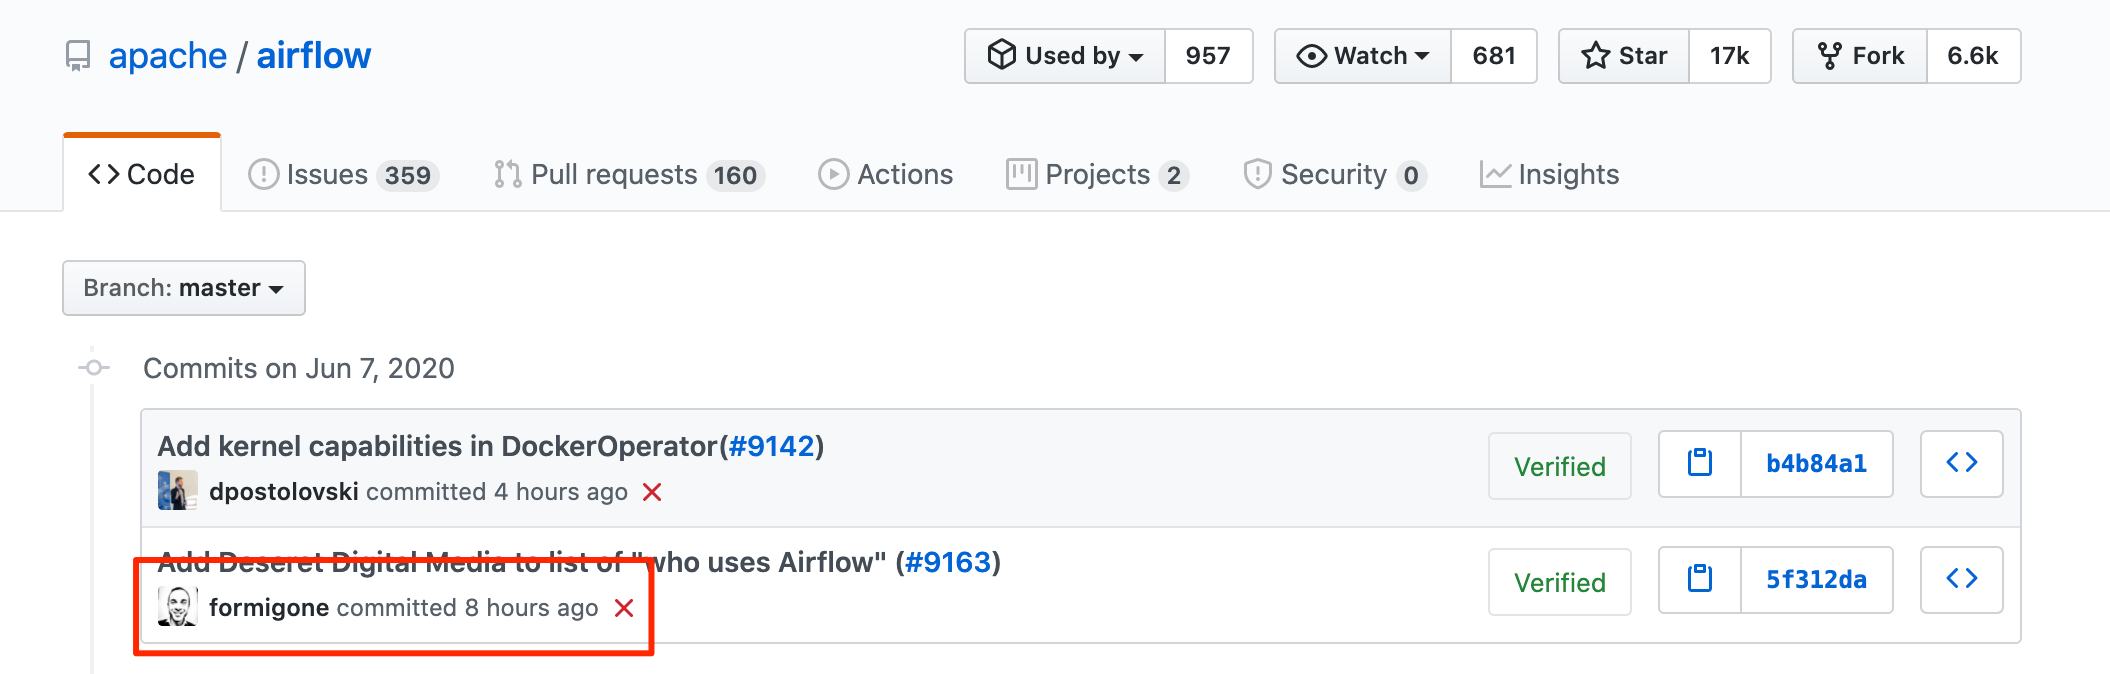 apache / airflow
Used by 957 Watch 681 Star 17k Fork 6.6k
Code Issues 359 Pull requests 160 Actions Projects 2 Security 0 Insights
Branch: master
Commits on Jun 7, 2020
Add kernel capabilities in DockerOperator(#9142)
dpostolovski committed 4 hours ago
Verified b4b84a1
Add Deseret Digital Media to list of "who uses Airflow" (#9163)
formigone committed 8 hours ago
Verified 5f312da